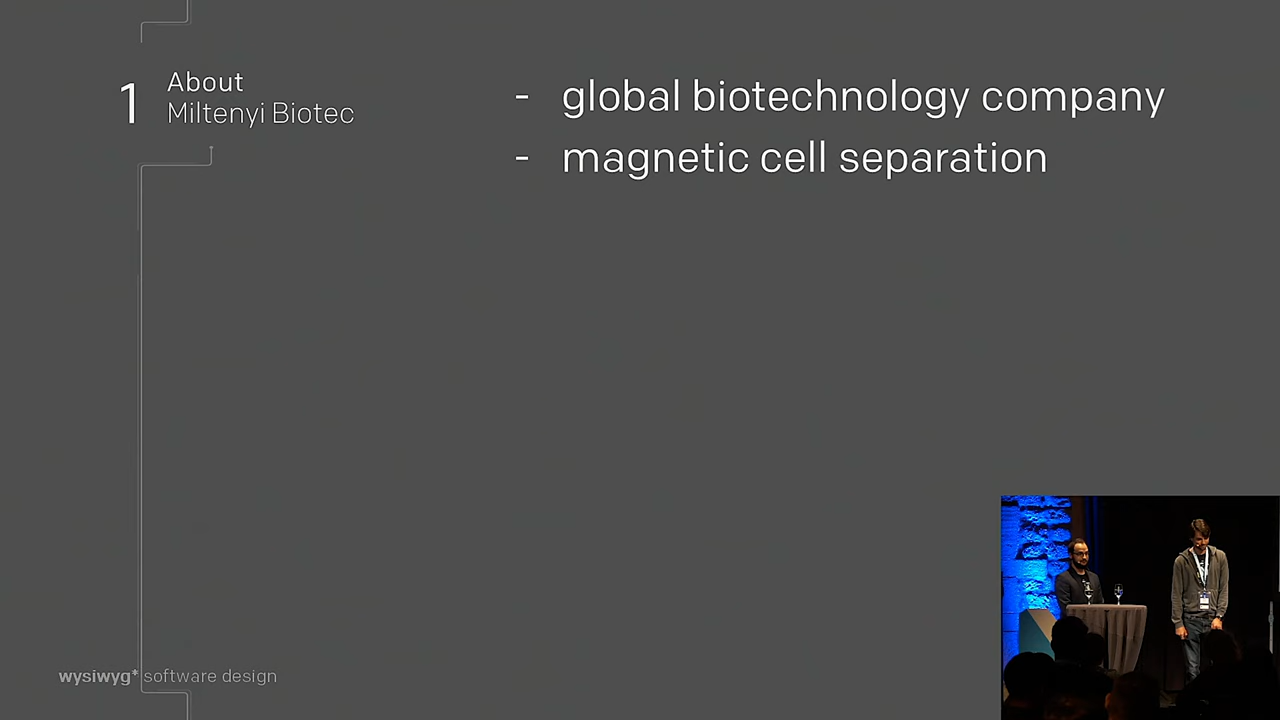 1
About
Miltenyi Biotec
- global biotechnology company
- magnetic cell separation
wysiwyg* software design